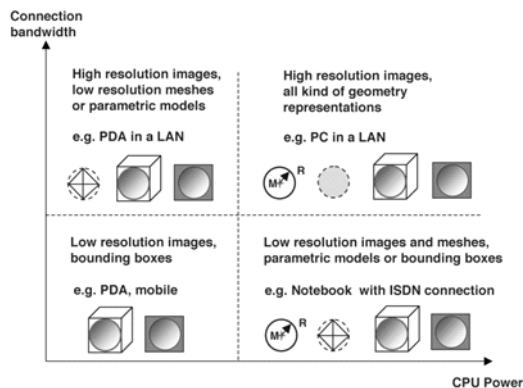 Connection
bandwidth
High resolution images,
low resolution meshes
or parametric models
e.g. PDA in a LAN
High resolution images,
all kind of geometry
representations
e.g. PC in a LAN
M R
Low resolution images,
bounding boxes
e.g. PDA, mobile
Low resolution images and meshes,
parametric models or bounding boxes
e.g. Notebook with ISDN connection
M R
CPU Power